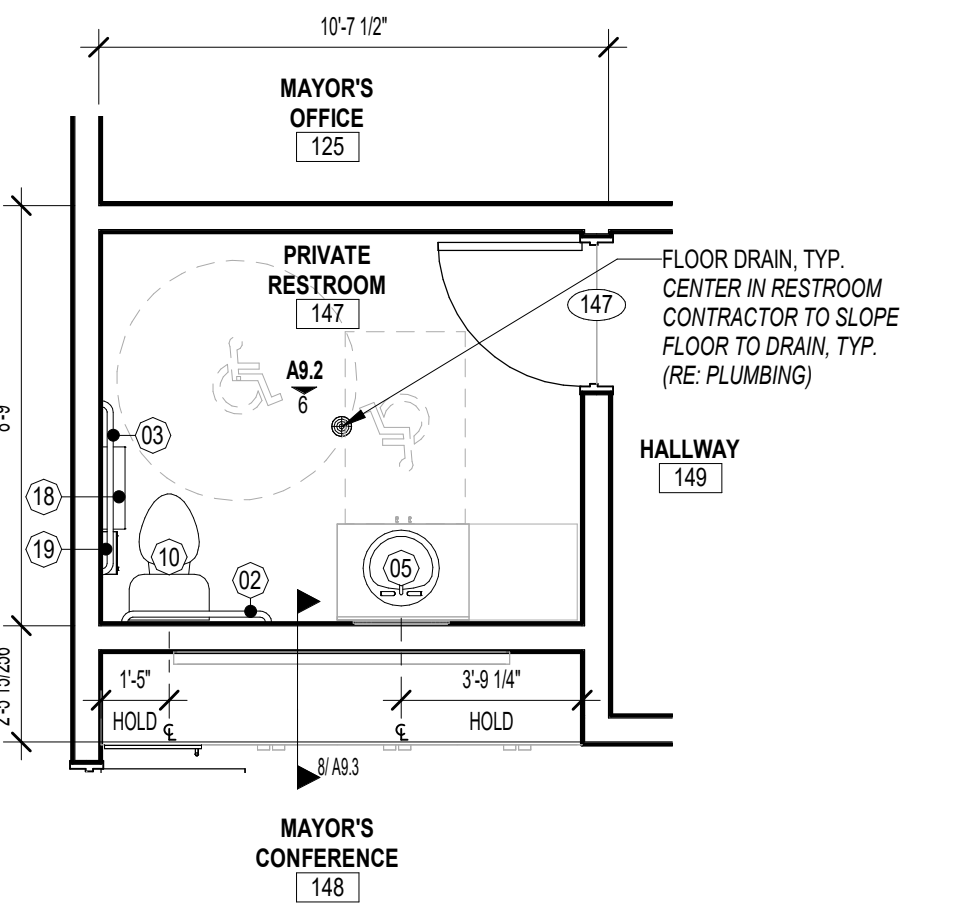 10'-7 1/2"
MAYOR'S
OFFICE
125
PRIVATE
RESTROOM
147
FLOOR DRAIN, TYP.
CENTER IN RESTROOM
CONTRACTOR TO SLOPE
FLOOR TO DRAIN, TYP.
(RE: PLUMBING)
147
A9.2
6
03
HALLWAY
149
18
19
10
05
02
1'-5"
HOLD
℄
3'-9 1/4"
HOLD
℄
8/ A9.3
MAYOR'S
CONFERENCE
148